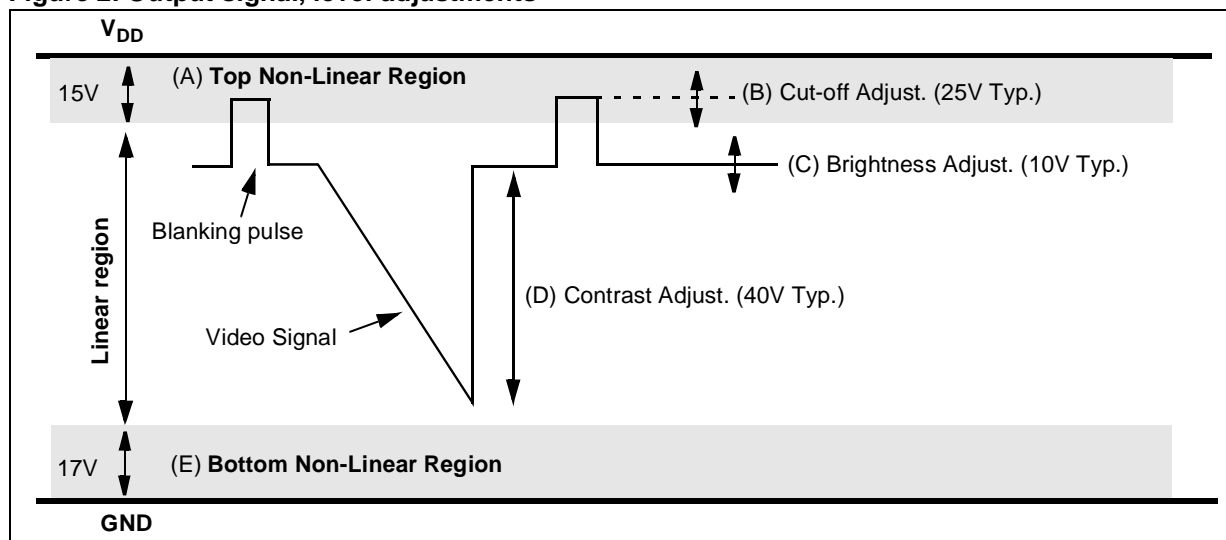 Figure 2. Output signal, level adjustments
VDD
15V
(A) Top Non-Linear Region
(B) Cut-off Adjust. (25V Typ.)
(C) Brightness Adjust. (10V Typ.)
Blanking pulse
Linear region
(D) Contrast Adjust. (40V Typ.)
Video Signal
17V
(E) Bottom Non-Linear Region
GND